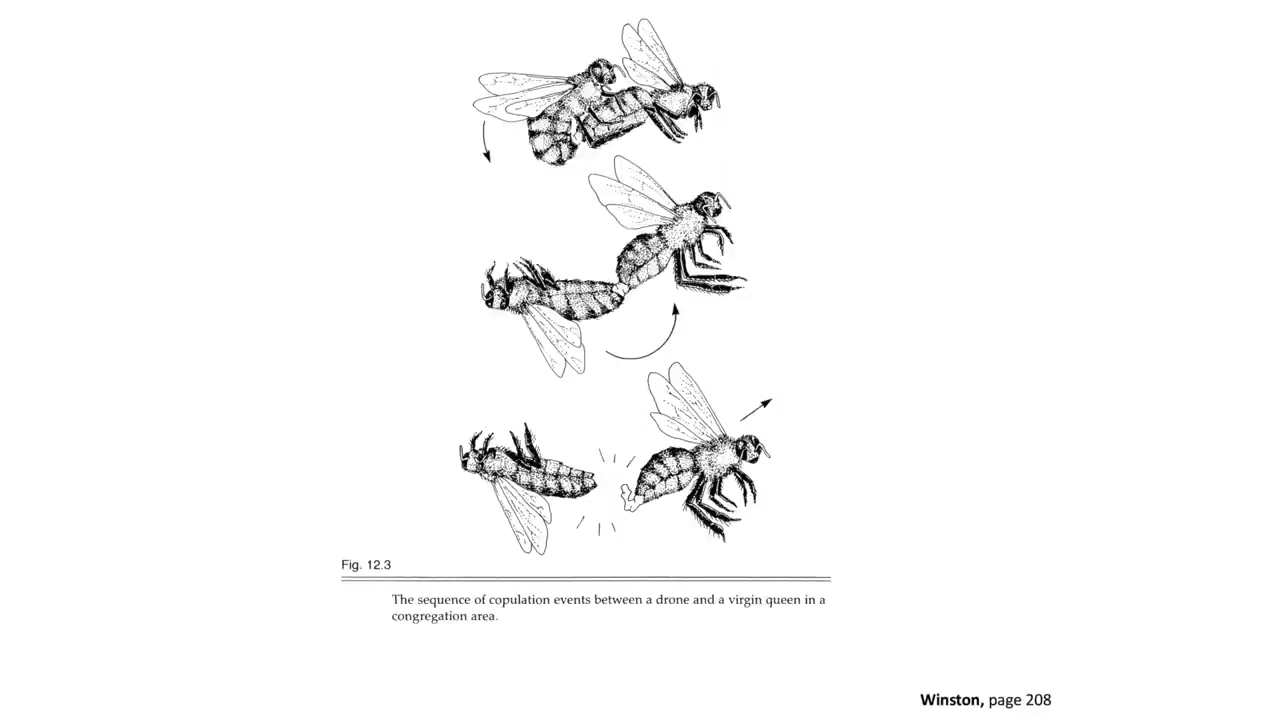 Fig. 12.3
The sequence of copulation events between a drone and a virgin queen in a
congregation area.
Winston, page 208